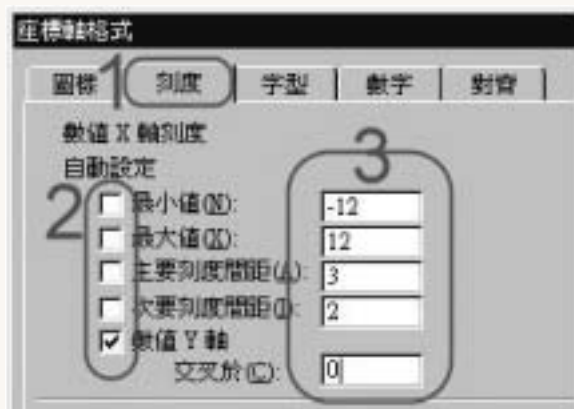 座標軸格式
1
圖樣 刻度 字型 數字 對齊
數值 X 軸刻度
自動設定
2 3
最小值(N): -12
最大值(X): 12
主要刻度間距(A): 3
次要刻度間距(I): 2
數值 Y 軸
交叉於(C): 0